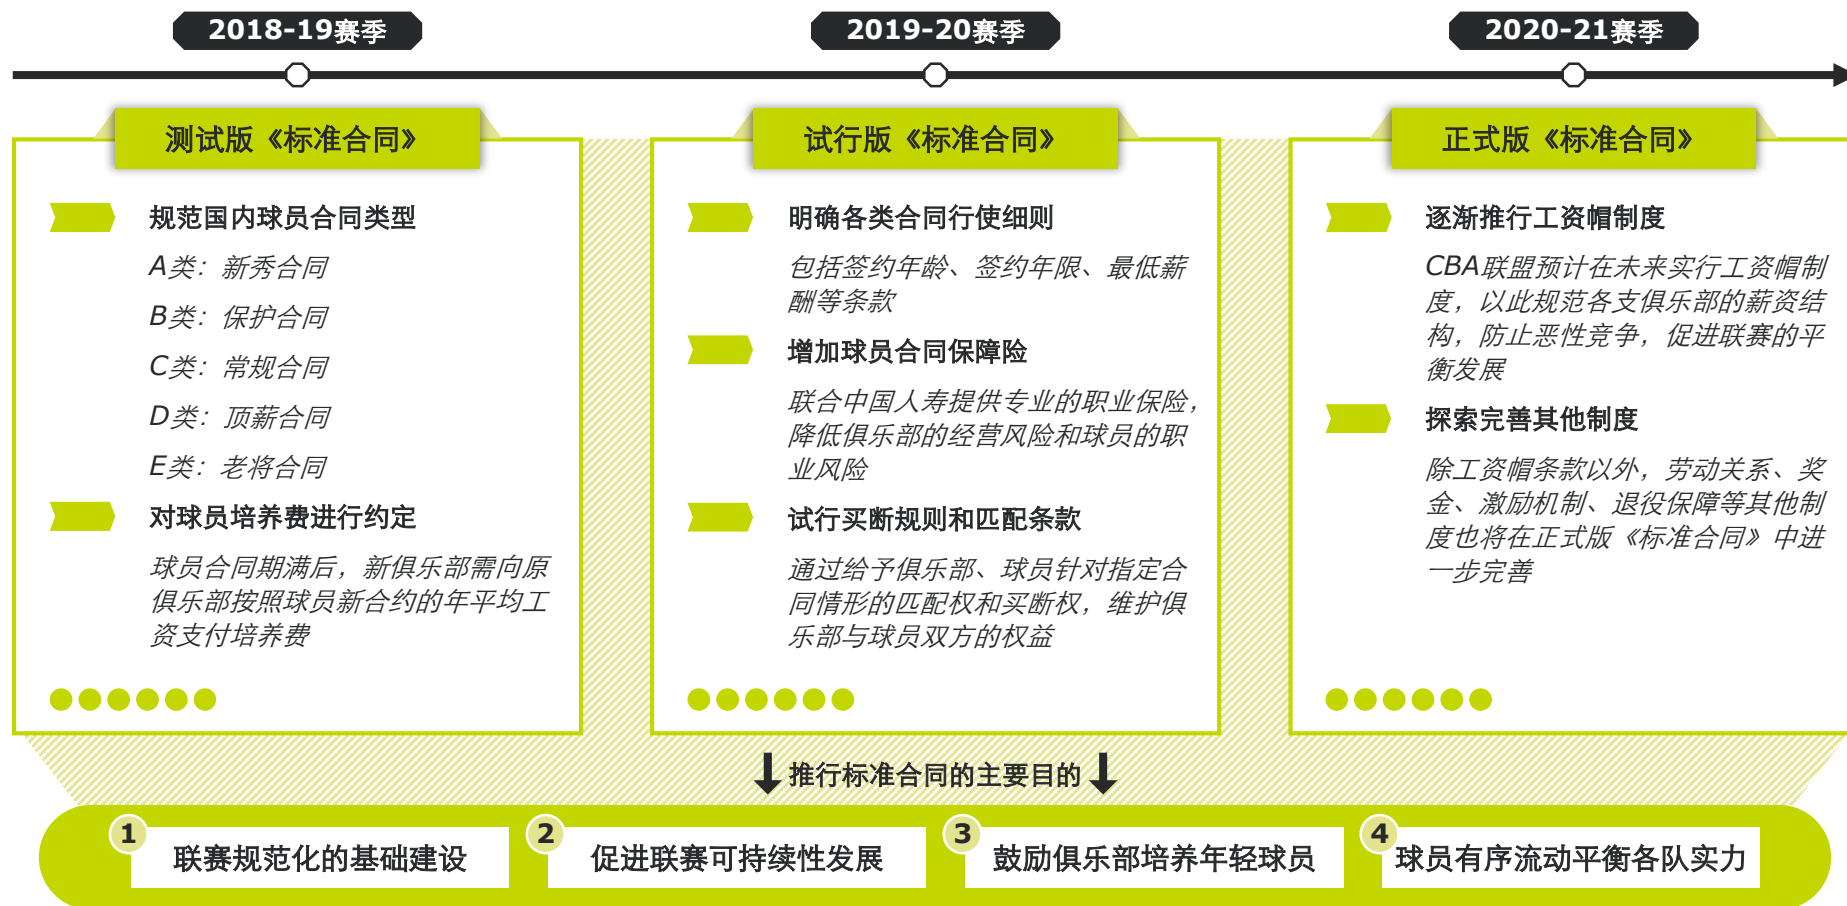 2018-19赛季
2019-20赛季
2020-21赛季
测试版《标准合同》
规范国内球员合同类型
A类：新秀合同
B类：保护合同
C类：常规合同
D类：顶薪合同
E类：老将合同
对球员培养费进行约定
球员合同期满后，新俱乐部需向原
俱乐部按照球员新合约的年平均工
资支付培养费
试行版《标准合同》
明确各类合同行使细则
包括签约年龄、签约年限、最低薪
酬等条款
增加球员合同保障险
联合中国人寿提供专业的职业保险，
降低俱乐部的经营风险和球员的职
业风险
试行买断规则和匹配条款
通过给予俱乐部、球员针对指定合
同情形的匹配权和买断权，维护俱
乐部与球员双方的权益
正式版《标准合同》
逐渐推行工资帽制度
CBA联盟预计在未来实行工资帽制
度，以此规范各支俱乐部的薪资结
构，防止恶性竞争，促进联赛的平
衡发展
探索完善其他制度
除工资帽条款以外，劳动关系、奖
金、激励机制、退役保障等其他制
度也将在正式版《标准合同》中进
一步完善
推行标准合同的主要目的
1 联赛规范化的基础建设
2 促进联赛可持续性发展
3 鼓励俱乐部培养年轻球员
4 球员有序流动平衡各队实力